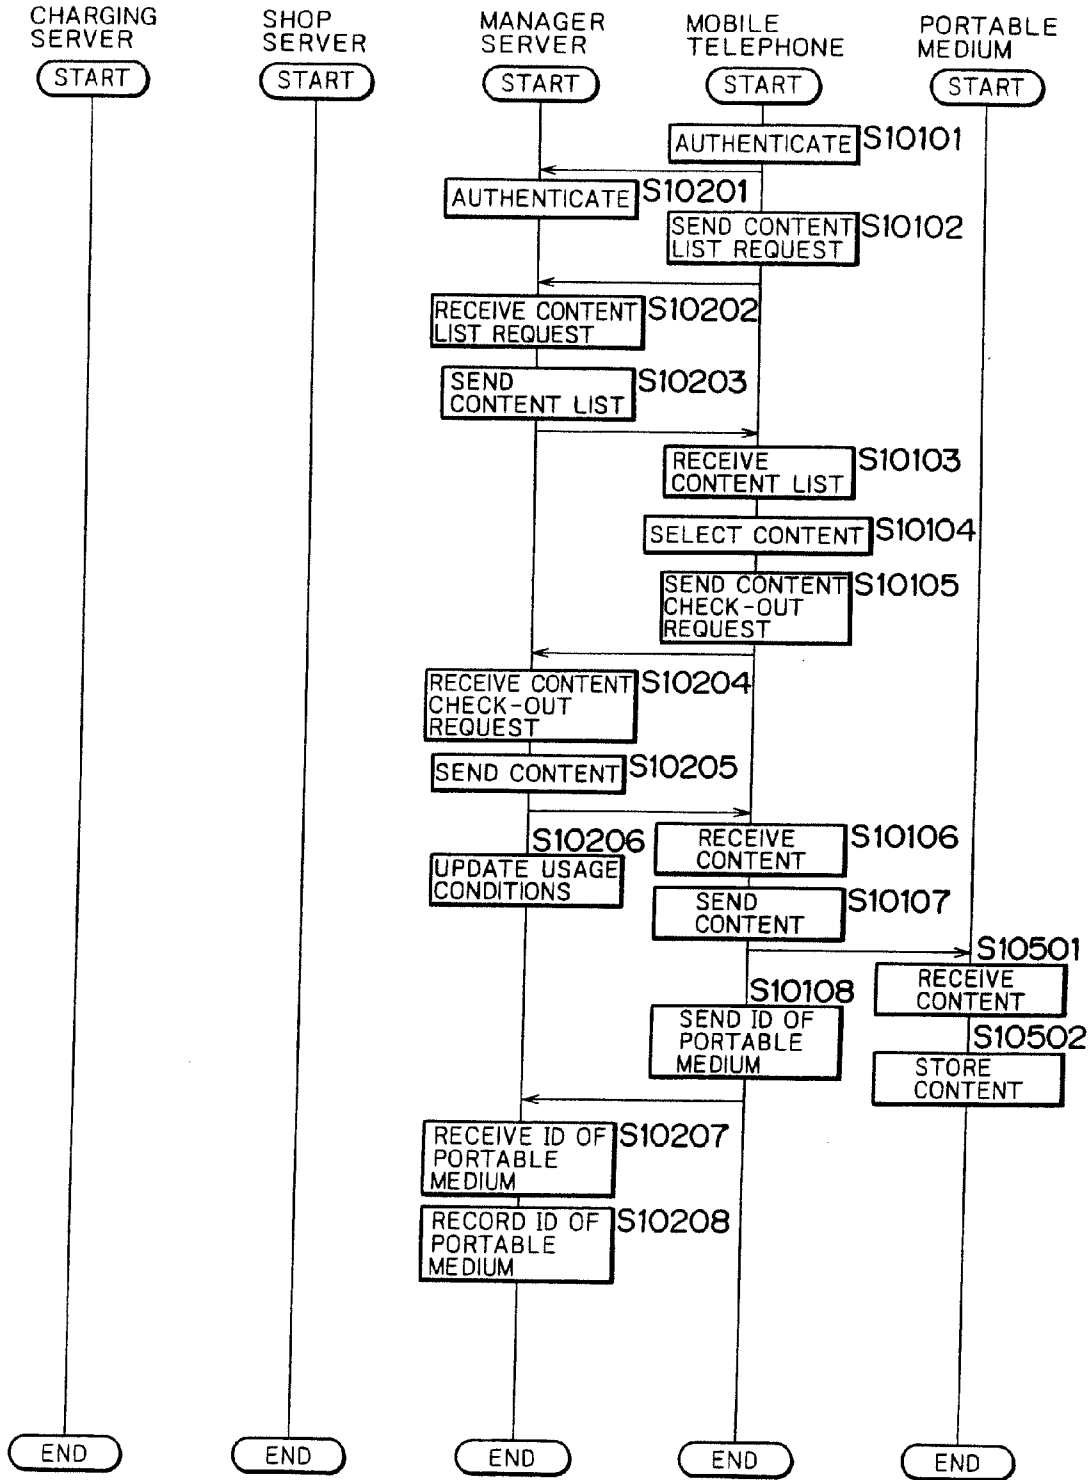 CHARGING
SERVER
SHOP
SERVER
MANAGER
SERVER
MOBILE
TELEPHONE
PORTABLE
MEDIUM
START
START
START
START
START
AUTHENTICATE
S10101
AUTHENTICATE
S10201
SEND CONTENT
LIST REQUEST
S10102
RECEIVE CONTENT
LIST REQUEST
S10202
SEND
CONTENT LIST
S10203
RECEIVE
CONTENT LIST
S10103
SELECT CONTENT
S10104
SEND CONTENT
CHECK-OUT
REQUEST
S10105
RECEIVE CONTENT
CHECK-OUT
REQUEST
S10204
SEND CONTENT
S10205
RECEIVE
CONTENT
S10106
S10206
UPDATE USAGE
CONDITIONS
SEND
CONTENT
S10107
S10501
RECEIVE
CONTENT
S10108
SEND ID OF
PORTABLE
MEDIUM
S10502
STORE
CONTENT
RECEIVE ID OF
PORTABLE
MEDIUM
S10207
RECORD ID OF
PORTABLE
MEDIUM
S10208
END
END
END
END
END